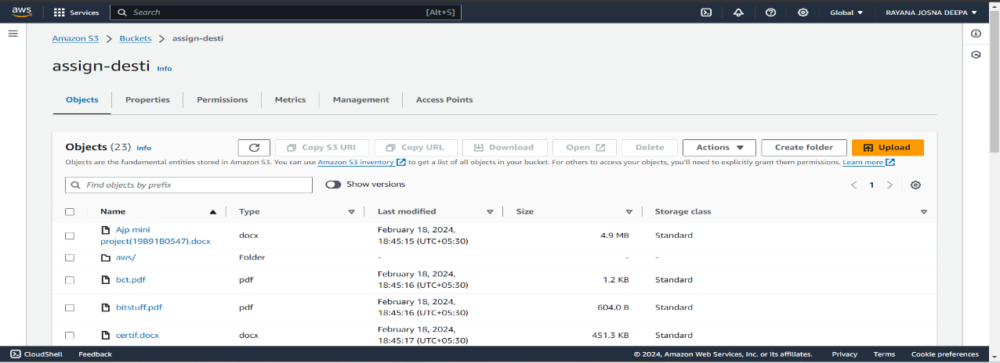 aws Services Search [Alt+S] Global RAYANA JOSNA DEEPA
Amazon S3 Buckets assign-desti
assign-desti Info
Objects Properties Permissions Metrics Management Access Points
Objects (23) Info Copy S3 URI Copy URL Download Open Delete Actions Create folder Upload
Objects are the fundamental entities stored in Amazon S3. You can use Amazon S3 inventory to get a list of all objects in your bucket. For others to access your objects, you'll need to explicitly grant them permissions. Learn more
Find objects by prefix Show versions 1
Name Type Last modified Size Storage class
Ajp mini
project(19B91B0547).docx
docx
February 18, 2024,
18:45:15 (UTC+05:30)
4.9 MB
Standard
aws/ Folder - - -
bct.pdf
pdf
February 18, 2024,
18:45:16 (UTC+05:30)
1.2 KB
Standard
bitstuff.pdf
pdf
February 18, 2024,
18:45:16 (UTC+05:30)
604.0 B
Standard
certif.docx
docx
February 18, 2024,
18:45:17 (UTC+05:30)
451.3 KB
Standard
CloudShell Feedback © 2024, Amazon Web Services, Inc. or its affiliates. Privacy Terms Cookie preferences